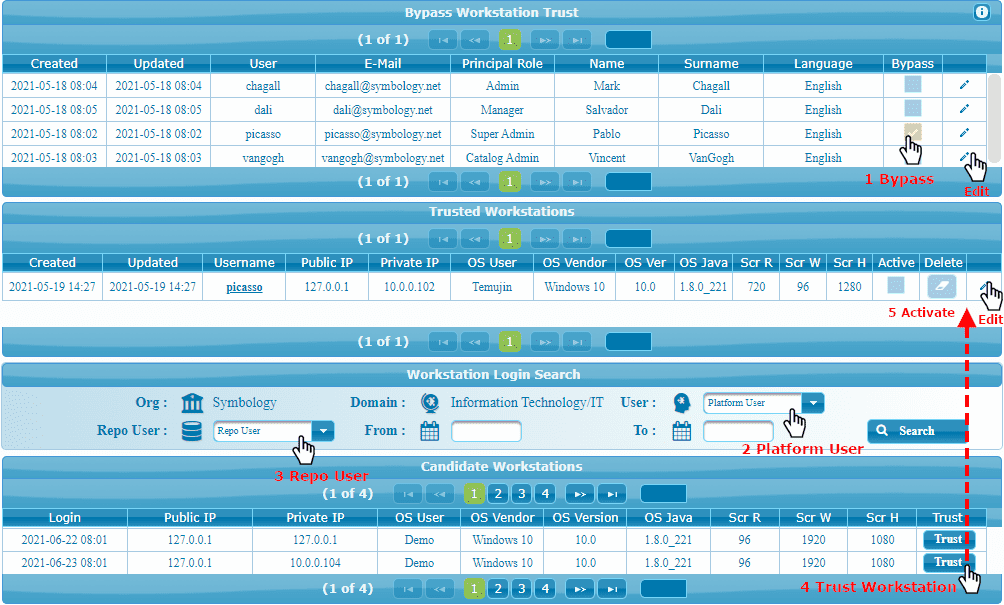 Bypass Workstation Trust
(1 of 1) 1
Created Updated User E-Mail Principal Role Name Surname Language Bypass
2021-05-18 08:04 2021-05-18 08:04 chagall chagall@symbology.net Admin Mark Chagall English
2021-05-18 08:05 2021-05-18 08:05 dali dali@symbology.net Manager Salvador Dali English
2021-05-18 08:02 2021-05-18 08:02 picasso picasso@symbology.net Super Admin Pablo Picasso English
2021-05-18 08:03 2021-05-18 08:03 vangogh vangogh@symbology.net Catalog Admin Vincent VanGogh English
(1 of 1) 1
1 Bypass
Edit
Trusted Workstations
(1 of 1) 1
Created Updated Username Public IP Private IP OS User OS Vendor OS Ver OS Java Scr R Scr W Scr H Active Delete
2021-05-19 14:27 2021-05-19 14:27 picasso 127.0.0.1 10.0.0.102 Temujin Windows 10 10.0 1.8.0_221 720 96 1280
5 Activate
Edit
(1 of 1) 1
Workstation Login Search
Org : Symbology Domain : Information Technology/IT User : Platform User
Repo User : Repo User From : To : Search
2 Platform User
3 Repo User
Candidate Workstations
(1 of 4) 1 2 3 4
Login Public IP Private IP OS User OS Vendor OS Version OS Java Scr R Scr W Scr H Trust
2021-06-22 08:01 127.0.0.1 127.0.0.1 Demo Windows 10 10.0 1.8.0_221 96 1920 1080 Trust
2021-06-23 08:01 127.0.0.1 10.0.0.104 Demo Windows 10 10.0 1.8.0_221 96 1920 1080 Trust
(1 of 4) 1 2 3 4
4 Trust Workstation